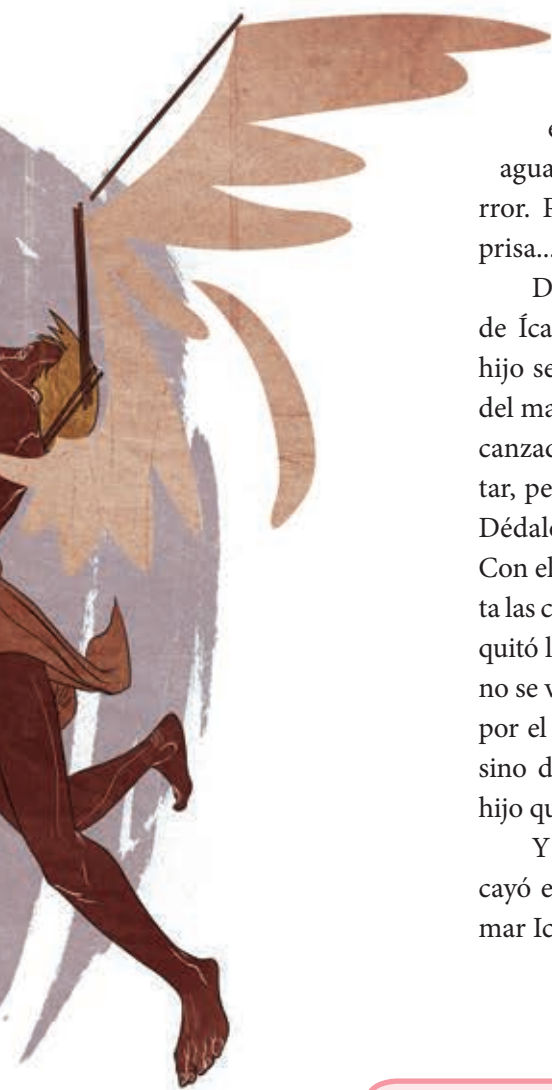 e
agua
rror. P
prisa...
D
de Íca
hijo se
del ma
canzad
tar, pe
Dédalo
Con el
ta las c
quitó l
no se v
por el
sino d
hijo qu
Y
cayó e
mar Ic